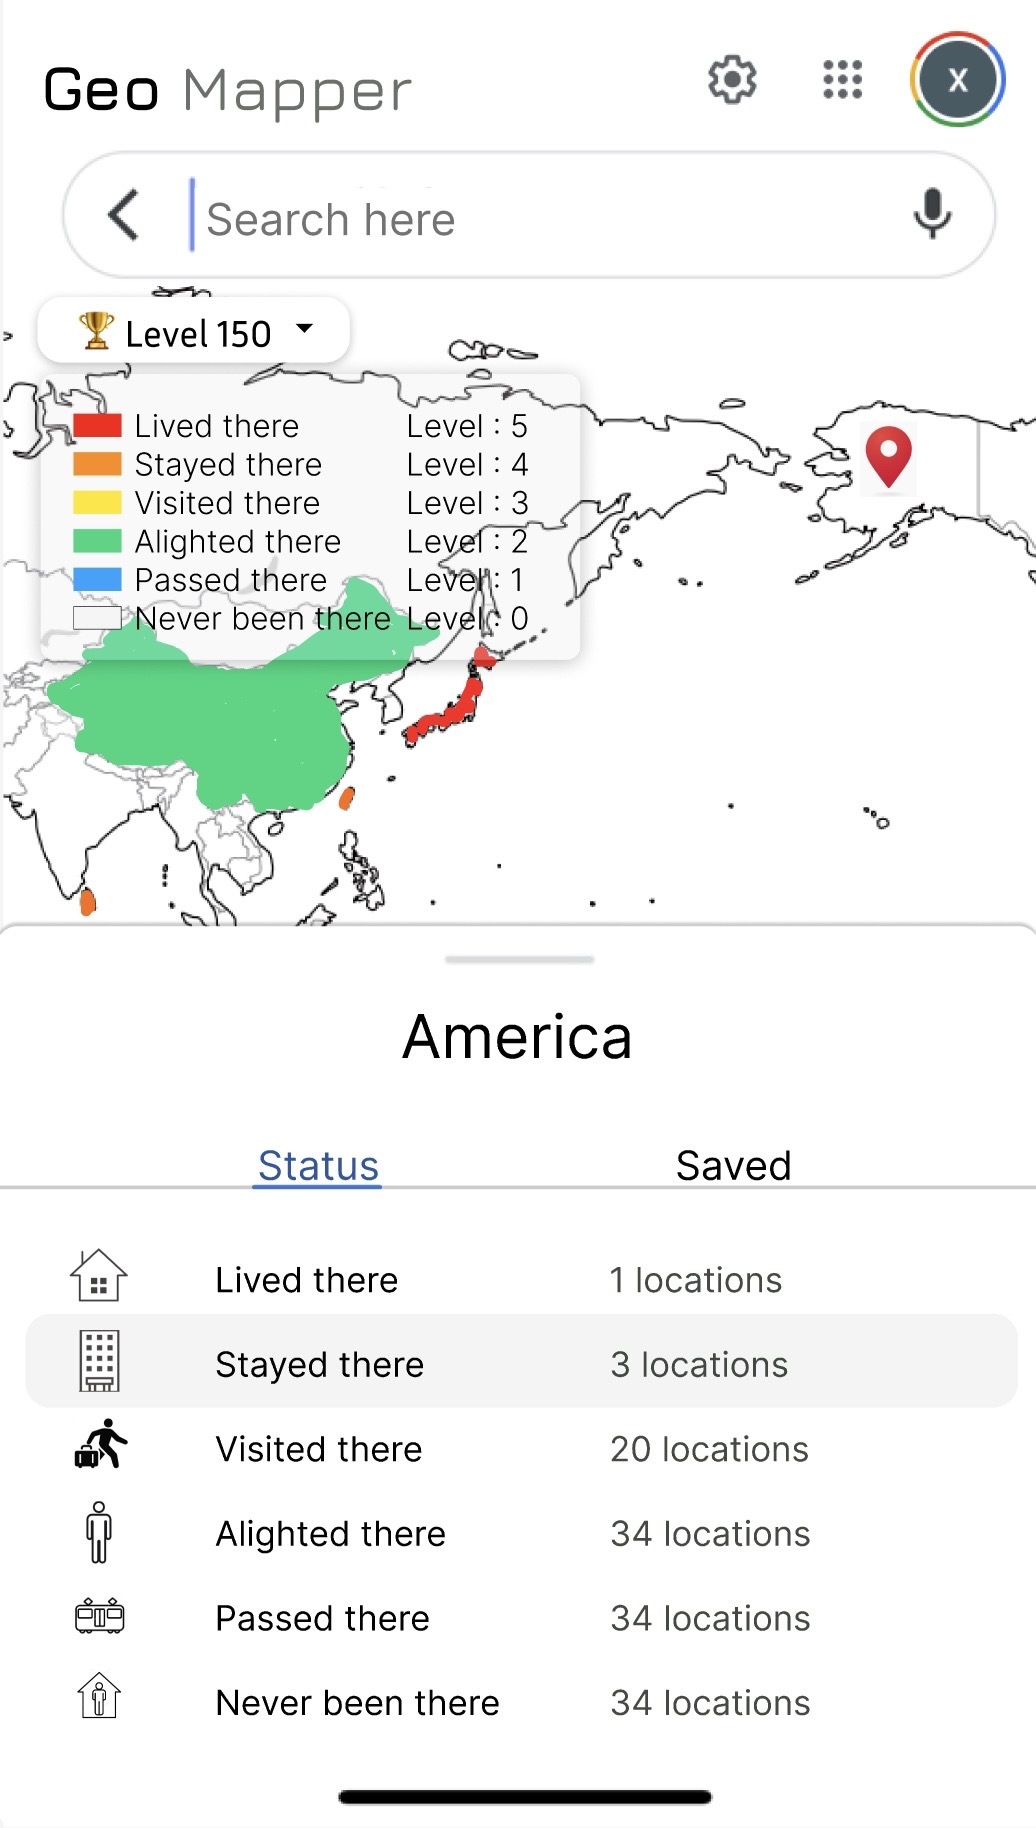 Geo Mapper
X
Search here
Level 150
Lived there Level : 5
Stayed there Level : 4
Visited there Level : 3
Alighted there Level : 2
Passed there Level : 1
Never been there Level : 0
America
Status Saved
Lived there 1 locations
Stayed there 3 locations
Visited there 20 locations
Alighted there 34 locations
Passed there 34 locations
Never been there 34 locations